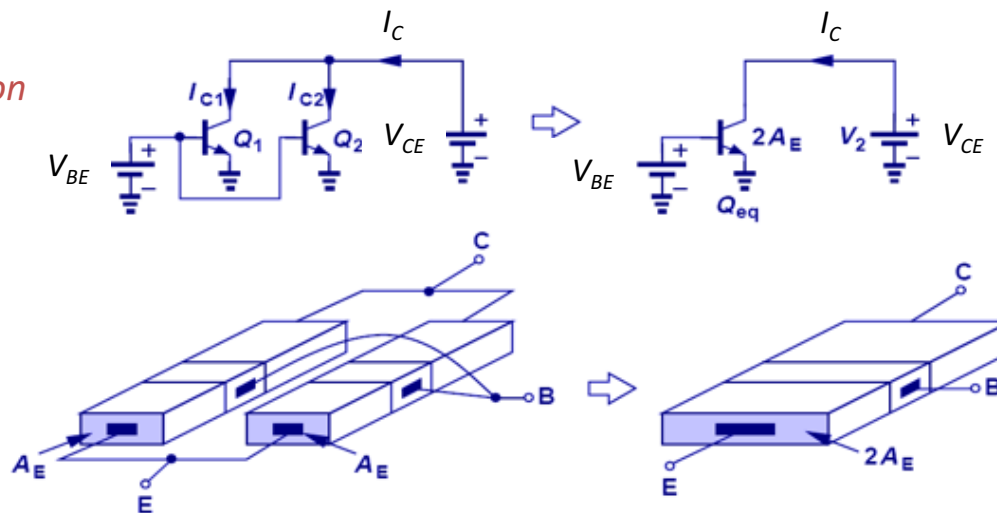 I_C
I_C
on
I_C1
I_C2
+
Q_1
Q_2
V_CE
+
–
V_BE
–
+
2A_E
V_2
+
V_CE
–
V_BE
–
Q_eq
C
C
B
B
A_E
A_E
E
2A_E
E